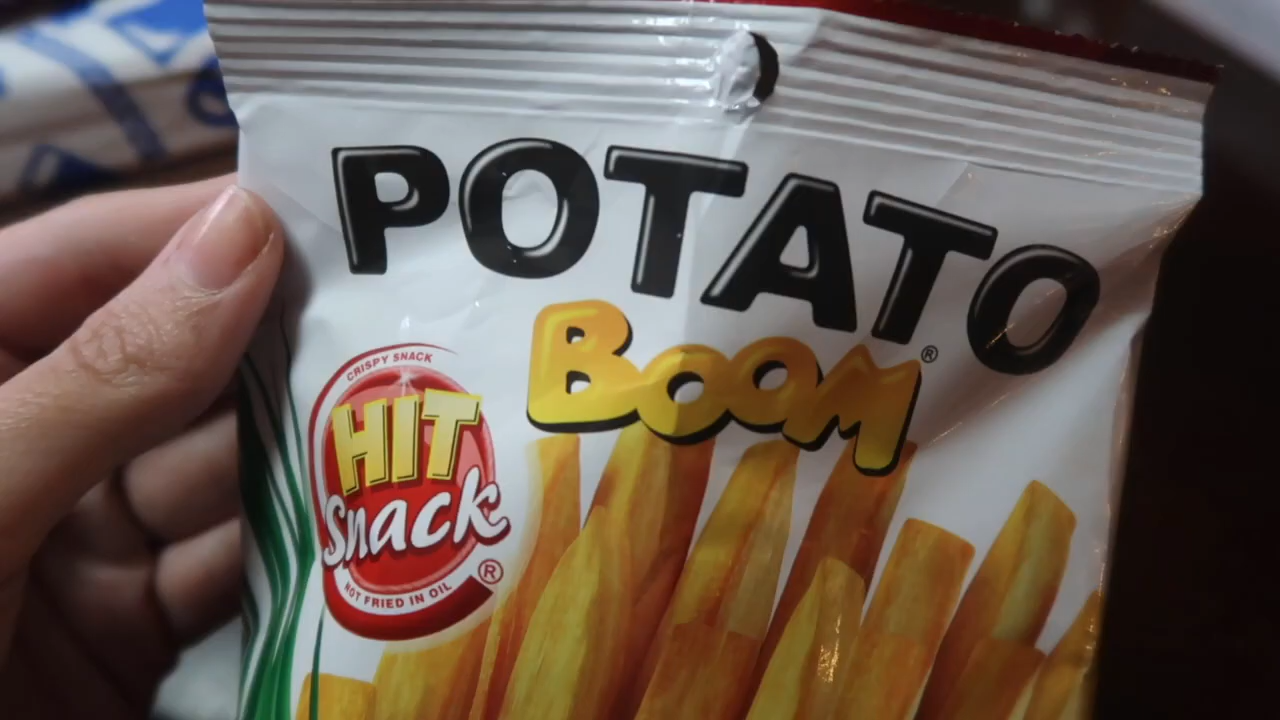 POTATO
BOOM®
CRISPY SNACK
HIT
Snack
®
NOT FRIED IN OIL